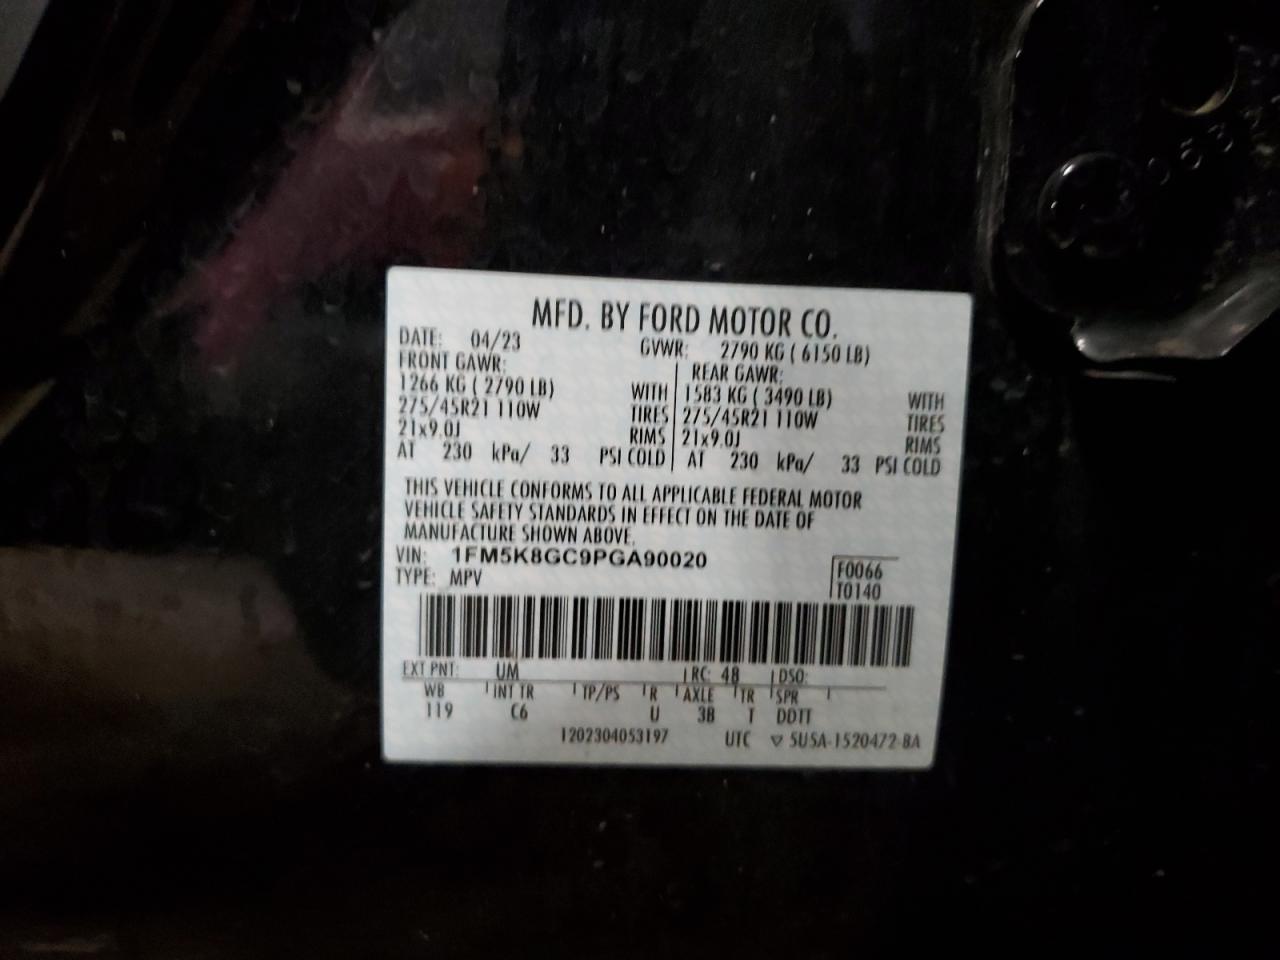 MFD. BY FORD MOTOR CO.
DATE: 04/23 GVWR: 2790 KG ( 6150 LB)
FRONT GAWR: REAR GAWR:
1266 KG ( 2790 LB) WITH 1583 KG ( 3490 LB) WITH
275/45R21 110W TIRES 275/45R21 110W TIRES
21x9.0J RIMS 21x9.0J RIMS
AT 230 kPa/ 33 PSI COLD AT 230 kPa/ 33 PSI COLD
THIS VEHICLE CONFORMS TO ALL APPLICABLE FEDERAL MOTOR
VEHICLE SAFETY STANDARDS IN EFFECT ON THE DATE OF
MANUFACTURE SHOWN ABOVE.
VIN: 1FM5K8GC9PGA90020
TYPE: MPV
F0066
T0140
EXT PNT: UM RC: 48 DSO:
WB INT TR TP/PS R AXLE TR SPR
119 C6 U 3B T DDTT
1202304053197 UTC ▽ 5U5A-1520472-BA